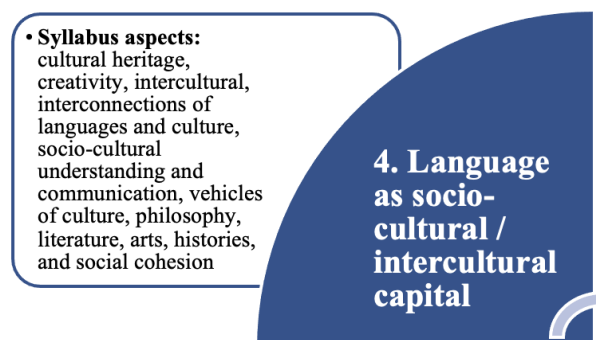 • Syllabus aspects:
cultural heritage,
creativity, intercultural,
interconnections of
languages and culture,
socio-cultural
understanding and
communication, vehicles
of culture, philosophy,
literature, arts, histories,
and social cohesion
4. Language
as socio-
cultural /
intercultural
capital